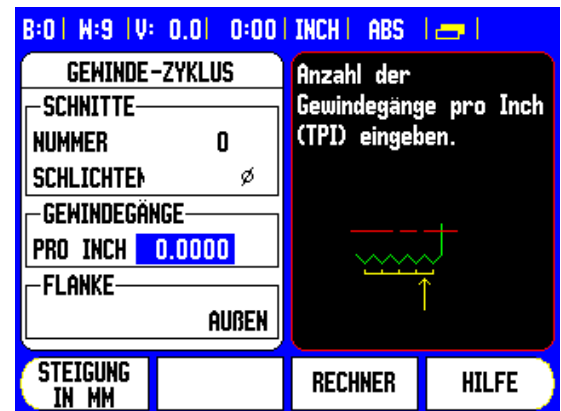 B:0 | W:9 | V: 0.0 | 0:00 | INCH | ABS |
GEWINDE-ZYKLUS
SCHNITTE
NUMMER 0
SCHLICHTEN ø
GEWINDEGÄNGE
PRO INCH 0.0000
FLANKE
AUßEN
Anzahl der
Gewindegänge pro Inch
(TPI) eingeben.
STEIGUNG
IN MM
RECHNER
HILFE